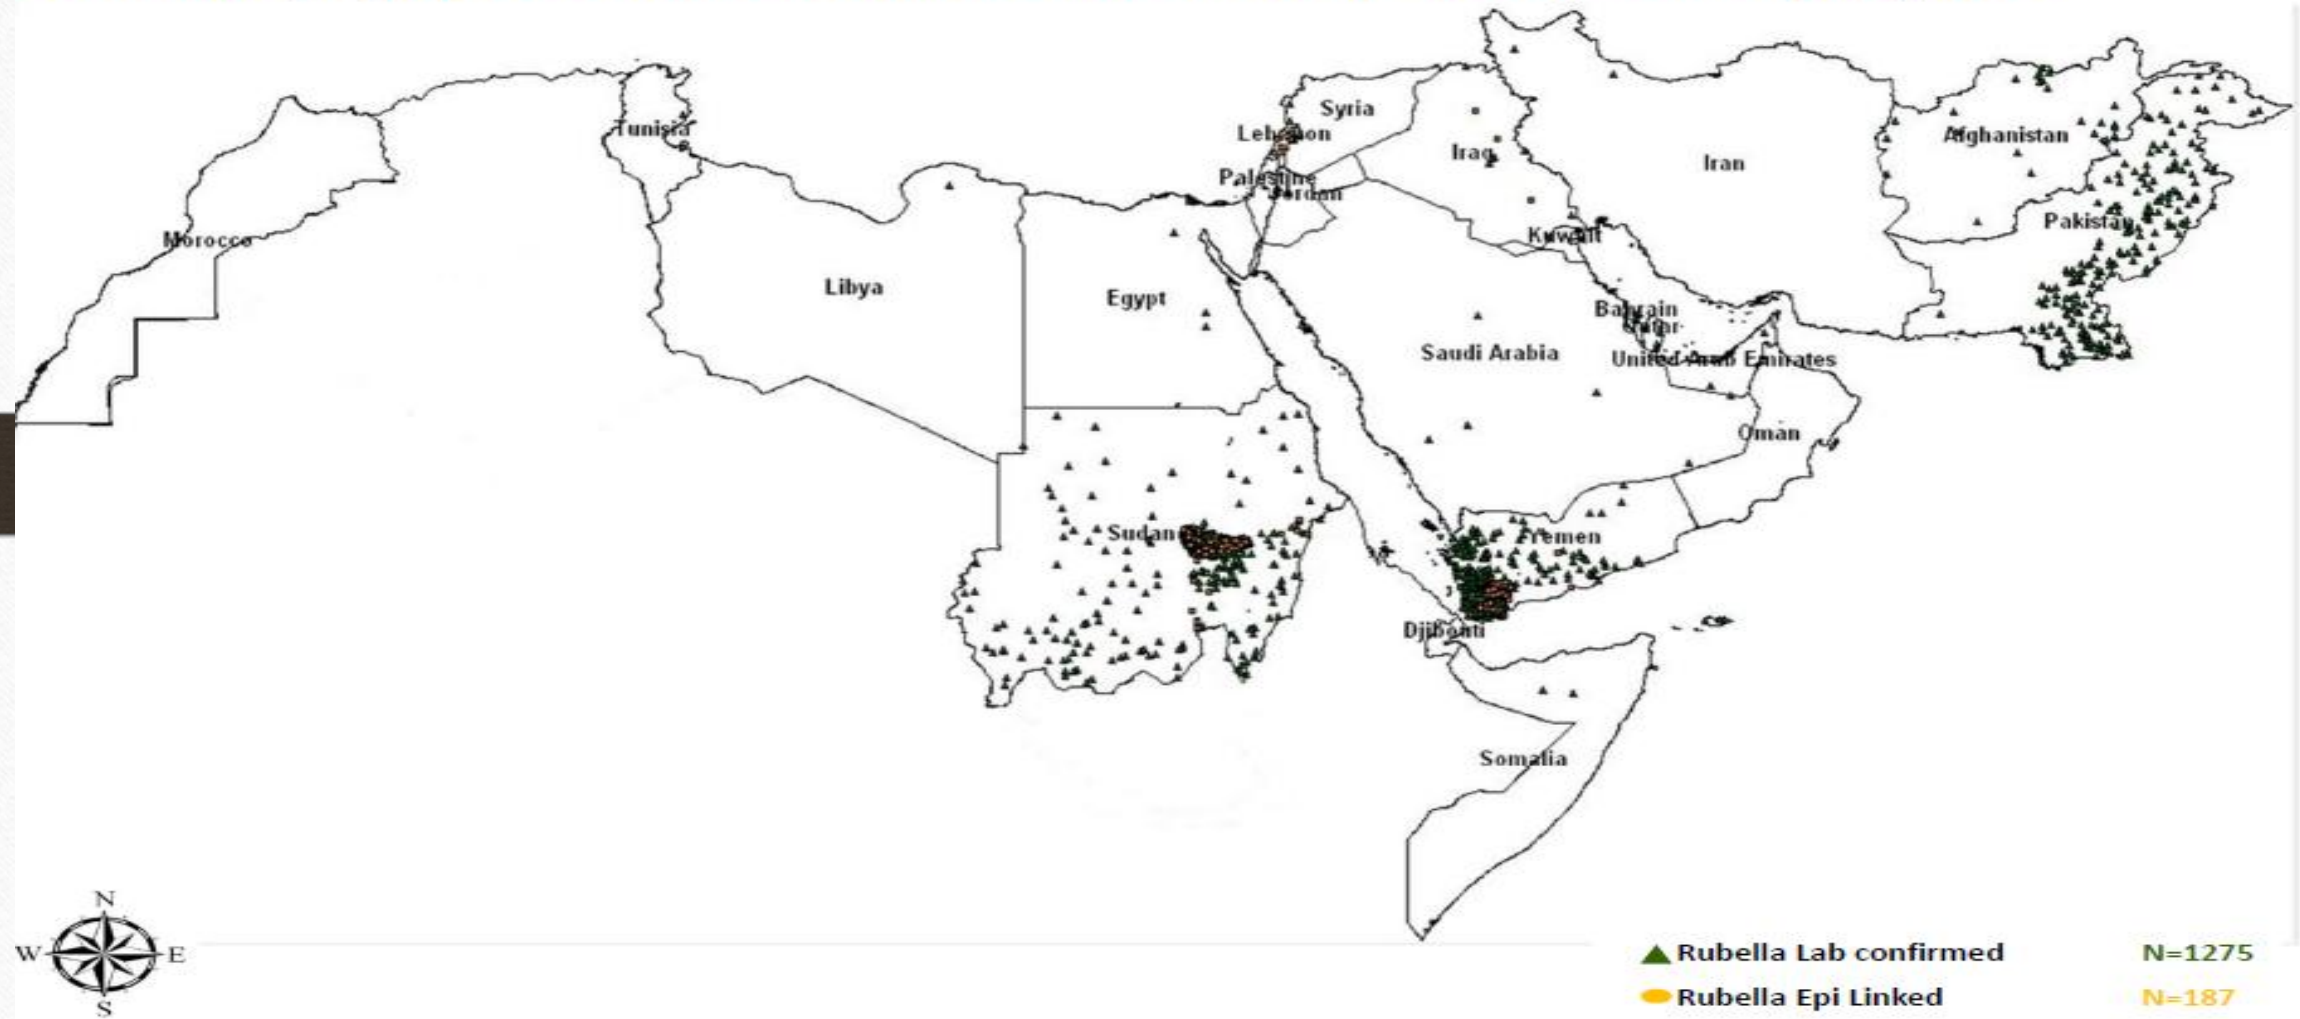 Syria
Lebanon
Tunisia
Afghanistan
Iraq
Iran
Palestine
Jordan
Pakistan
Morocco
Kuwait
Libya
Egypt
Bahrain
Qatar
Saudi Arabia
United Arab Emirates
Oman
Sudan
Yemen
Djibouti
Somalia
N
W E
S
Rubella Lab confirmed N=1275
Rubella Epi Linked N=187